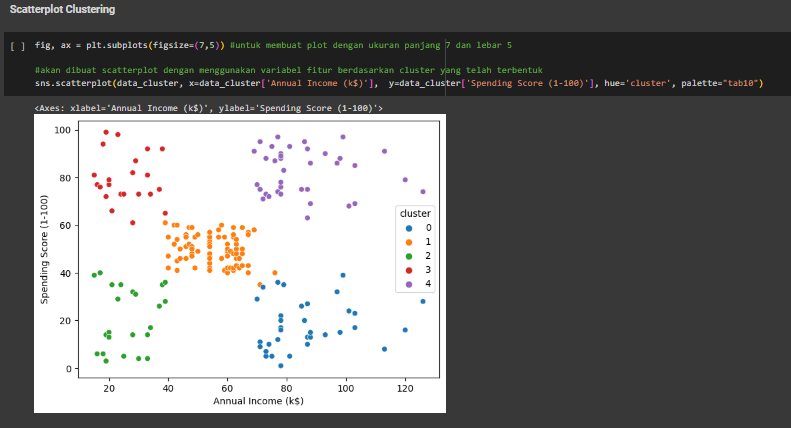 Scatterplot Clustering
[ ] fig, ax = plt.subplots(figsize=(7,5)) #untuk membuat plot dengan ukuran panjang 7 dan lebar 5
#akan dibuat scatterplot dengan menggunakan variabel fitur berdasarkan cluster yang telah terbentuk
sns.scatterplot(data_cluster, x=data_cluster['Annual Income (k$)'],  y=data_cluster['Spending Score (1-100)'], hue='cluster', palette="tab10")
<Axes: xlabel='Annual Income (k$)', ylabel='Spending Score (1-100)'>
100
80
60
40
20
0
Spending Score (1-100)
cluster
0
1
2
3
4
20 40 60 80 100 120
Annual Income (k$)